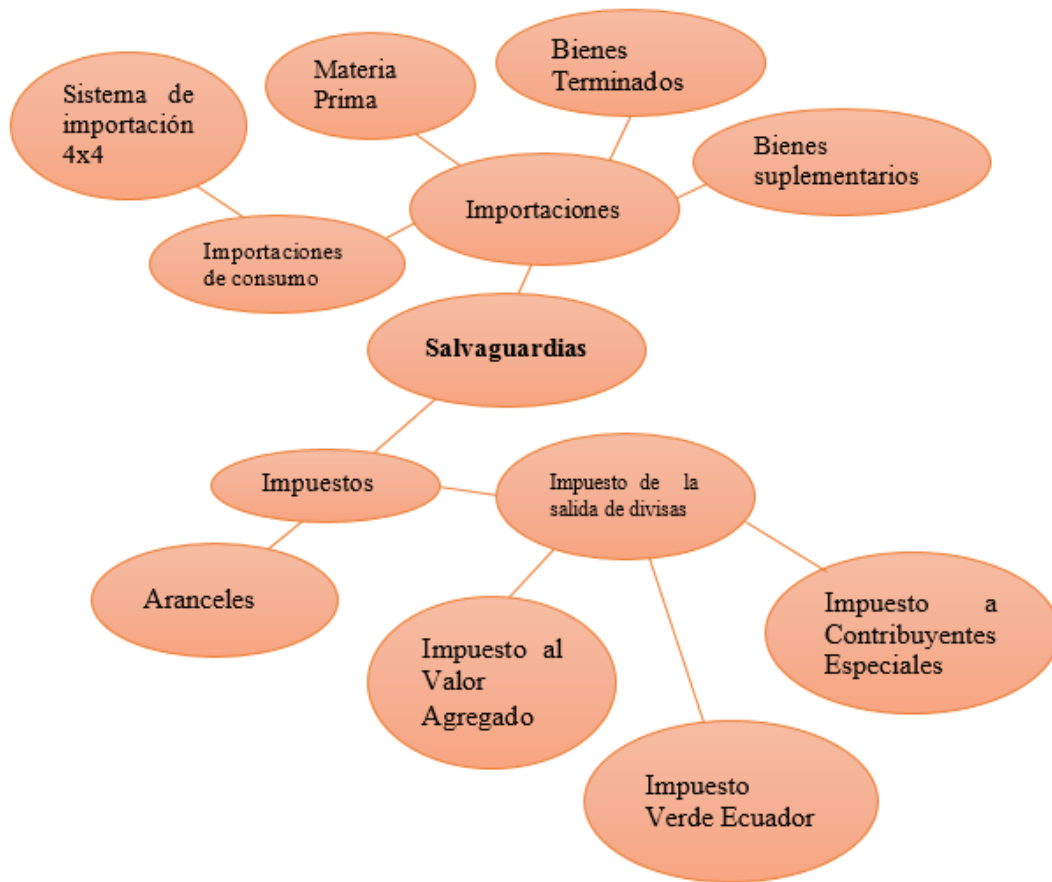 Sistema de
importación
4x4
Materia
Prima
Bienes
Terminados
Bienes
suplementarios
Importaciones
Importaciones
de consumo
Salvaguardias
Impuestos
Impuesto de la
salida de divisas
Aranceles
Impuesto al
Valor
Agregado
Impuesto a
Contribuyentes
Especiales
Impuesto
Verde Ecuador